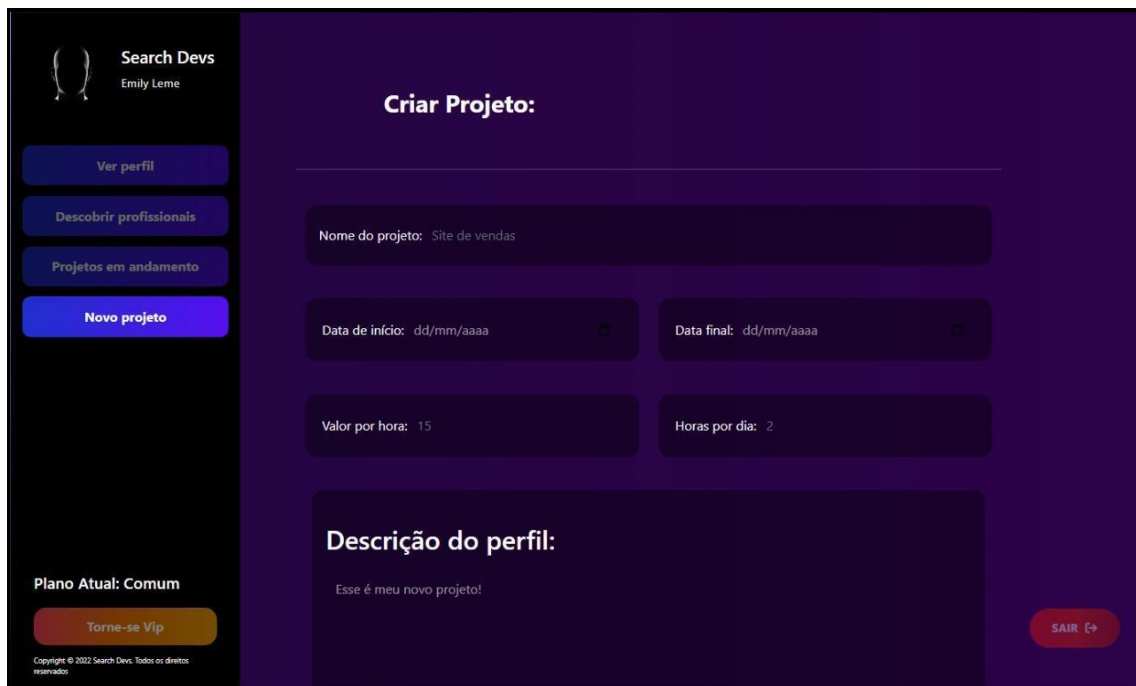 Search Devs
Emily Leme
Ver perfil
Descobrir profissionais
Projetos em andamento
Novo projeto
Plano Atual: Comum
Torne-se Vip
Copyright © 2022 Search Devs. Todos os direitos
reservados
Criar Projeto:
Nome do projeto: Site de vendas
Data de início: dd/mm/aaaa
Data final: dd/mm/aaaa
Valor por hora: 15
Horas por dia: 2
Descrição do perfil:
Esse é meu novo projeto!
SAIR